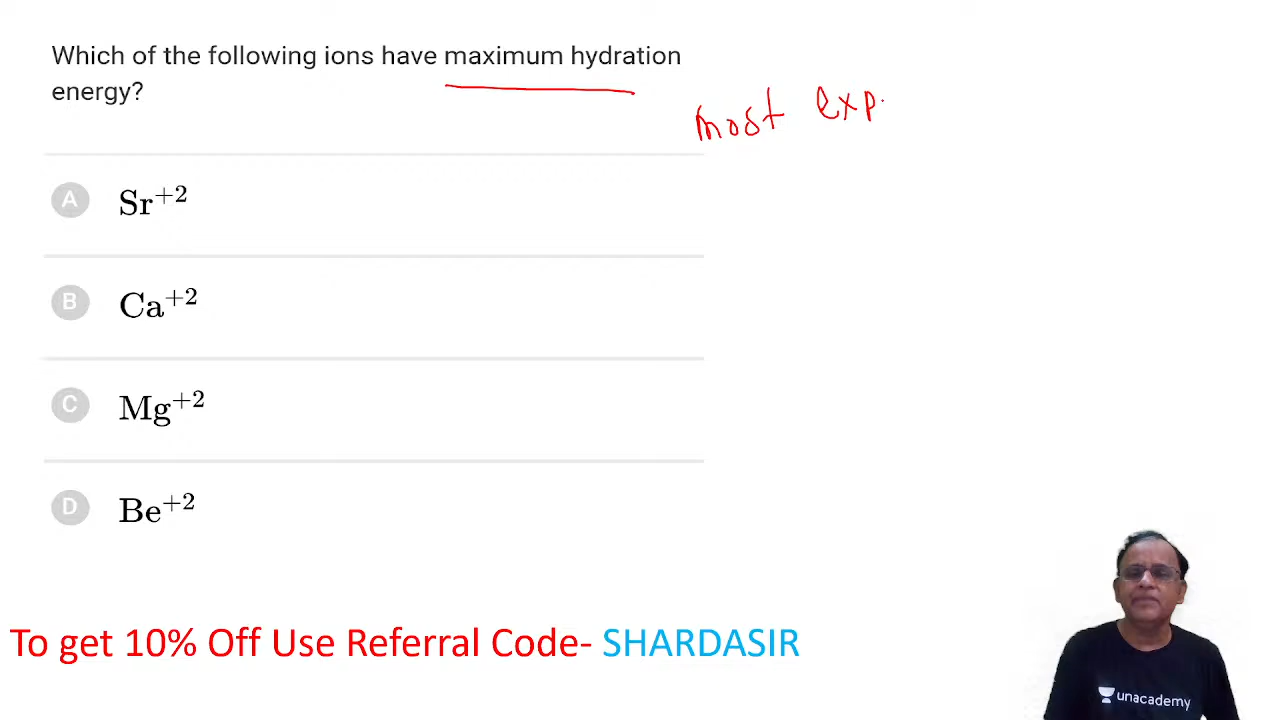 Which of the following ions have maximum hydration
energy?
most exp.
A Sr+2
B Ca+2
C Mg+2
D Be+2
To get 10% Off Use Referral Code- SHARDASIR
unacademy